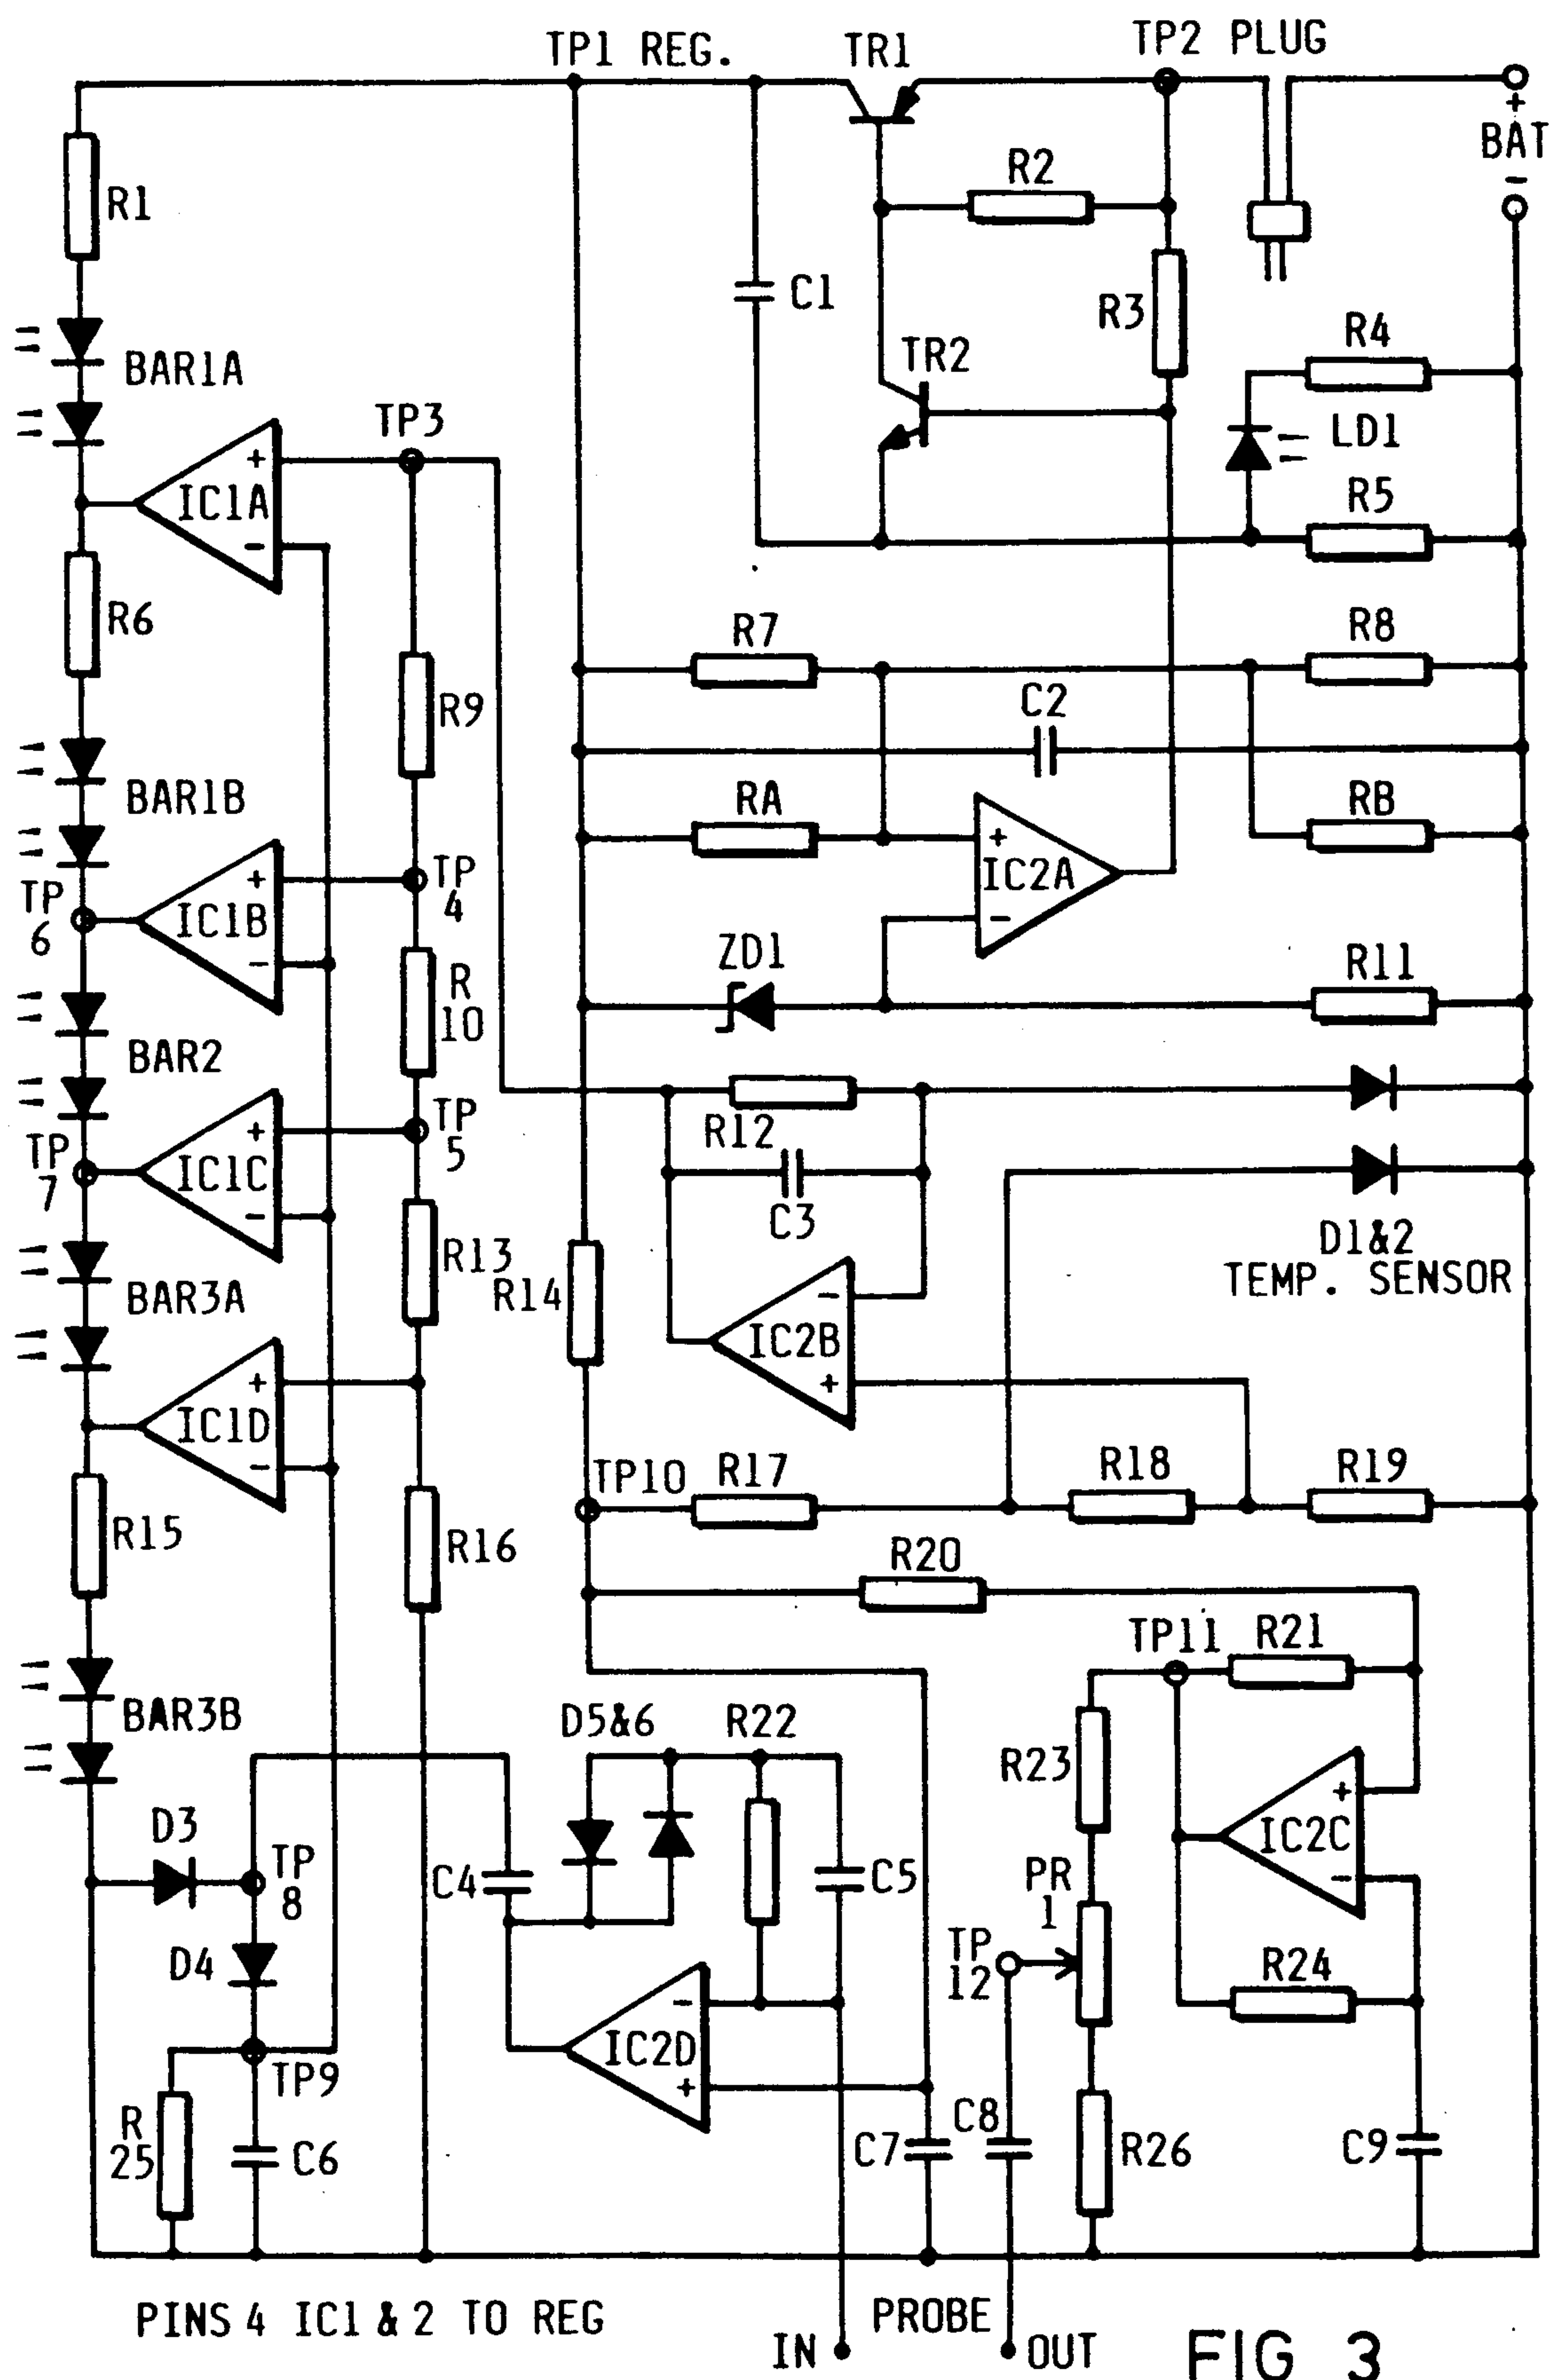 TP1 REG.
TR1
TP2 PLUG
+
BAT
-
R1
R2
R3
C1
R4
BAR1A
TR2
LD1
TP3
+
IC1A
-
R5
R6
R7
R8
R9
C2
BAR1B
RA
RB
+
IC2A
-
TP
4
TP
6
+
IC1B
-
ZD1
R11
R
10
BAR2
R12
TP
5
TP
7
+
IC1C
-
C3
D1&2
TEMP. SENSOR
R13
R14
BAR3A
-
IC2B
+
+
IC1D
-
TP10
R17
R18
R19
R15
R16
R20
TP11
R21
BAR3B
D5&6
R22
R23
+
IC2C
-
D3
TP
8
C4
C5
PR
1
TP
12
D4
R24
-
IC2D
+
TP9
R
25
C6
C7
C8
R26
C9
PINS 4 IC1 & 2 TO REG
PROBE
IN
OUT
FIG 3